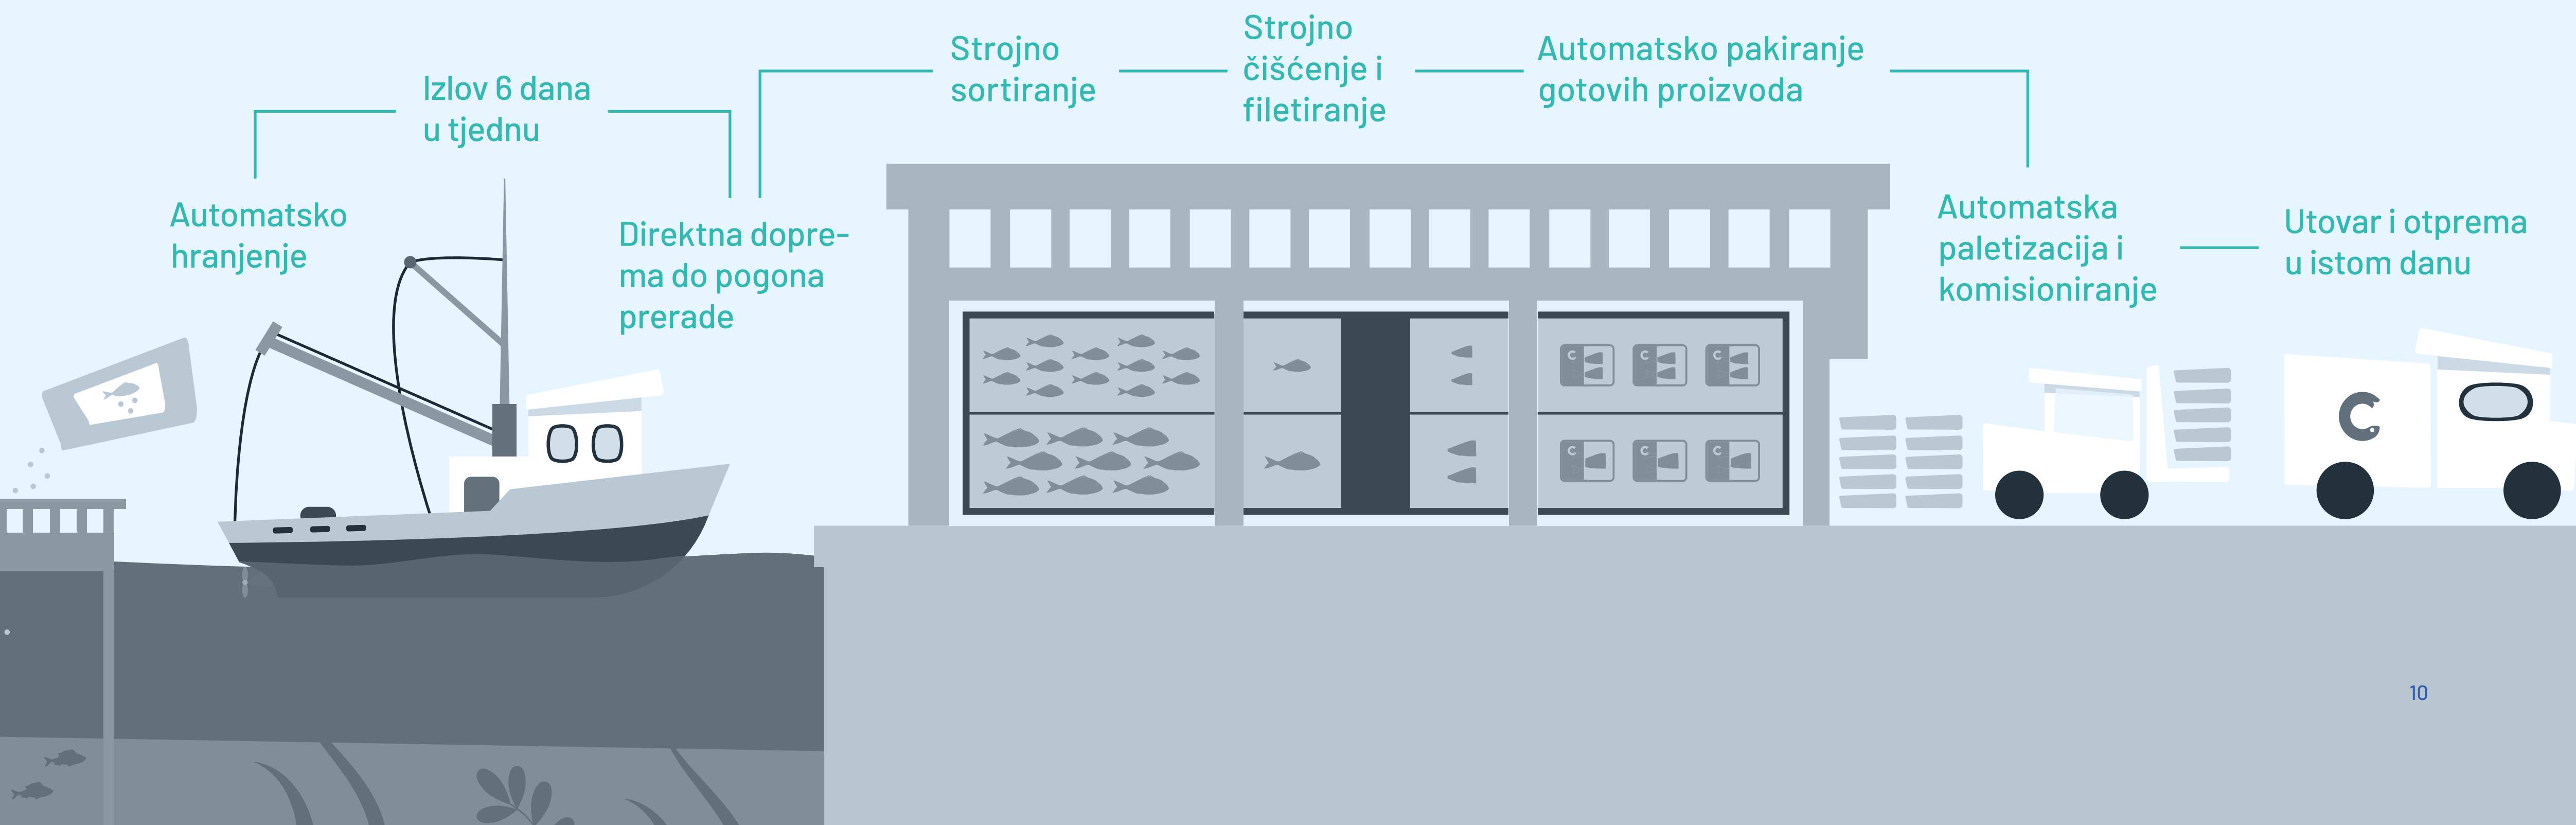 Automatsko
hranjenje
Izlov 6 dana
u tjednu
Direktna dopre-
ma do pogona
prerade
Strojno
sortiranje
Strojno
čišćenje i
filetiranje
Automatsko pakiranje
gotovih proizvoda
Automatska
paletizacija i
komisioniranje
Utovar i otprema
u istom danu
10